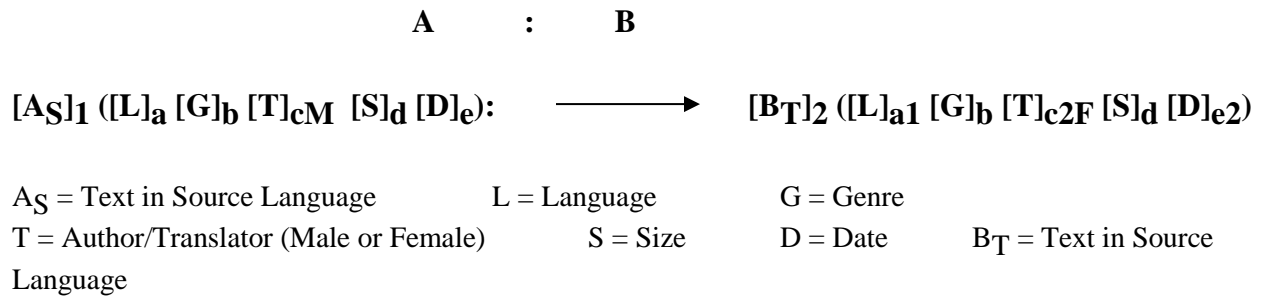 A : B
[AS]1 ([L]a [G]b [T]cM [S]d [D]e): → [BT]2 ([L]a1 [G]b [T]c2F [S]d [D]e2)
AS = Text in Source Language L = Language G = Genre
T = Author/Translator (Male or Female) S = Size D = Date BT = Text in Source
Language